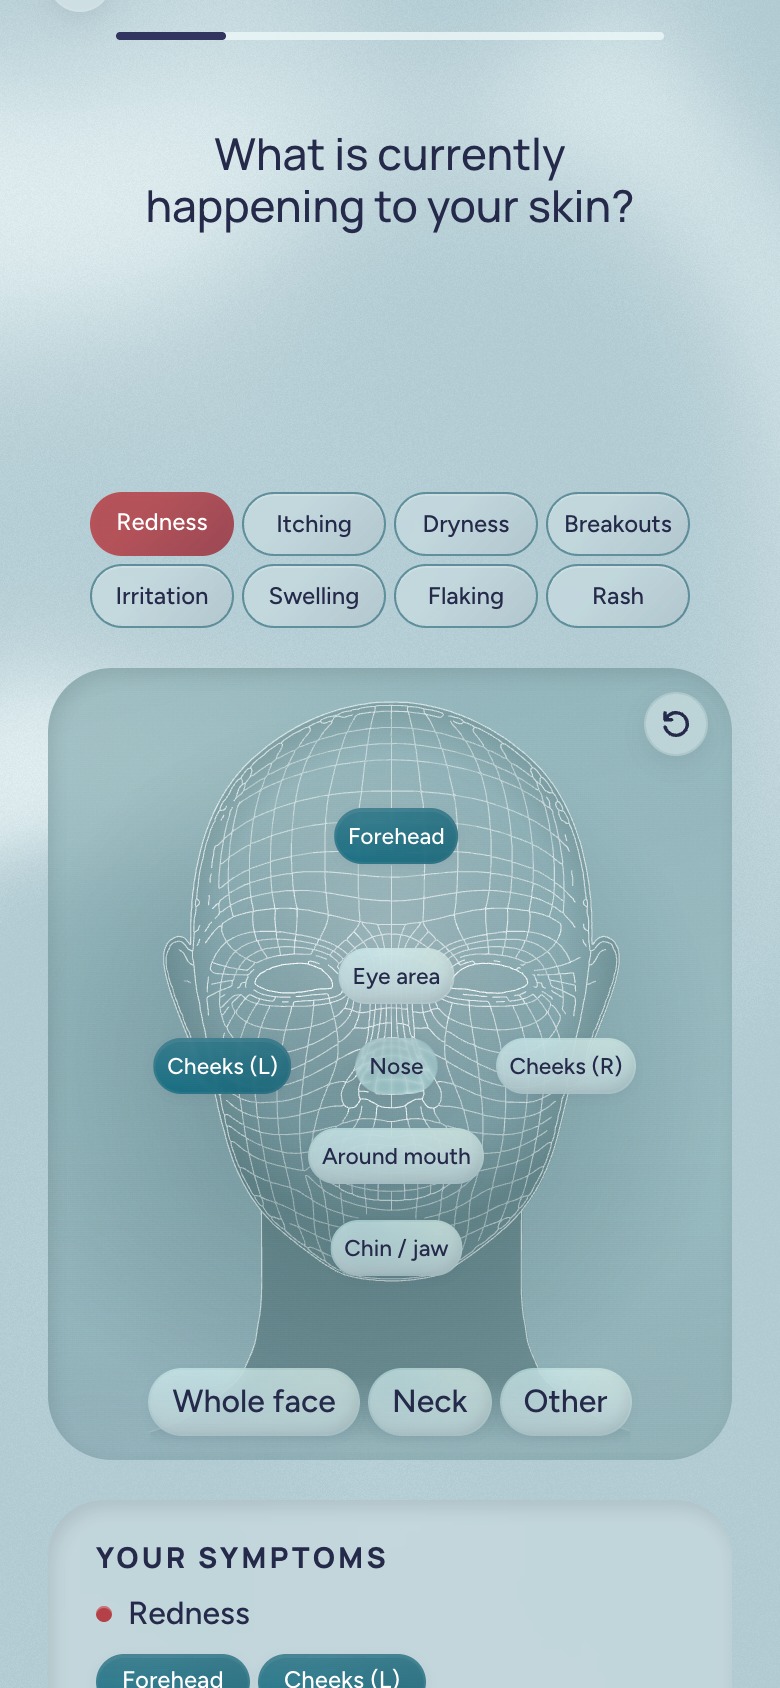 What is currently
happening to your skin?
Redness Itching Dryness Breakouts
Irritation Swelling Flaking Rash
Forehead
Eye area
Cheeks (L) Nose Cheeks (R)
Around mouth
Chin / jaw
Whole face Neck Other
YOUR SYMPTOMS
Redness
Forehead Cheeks (L)